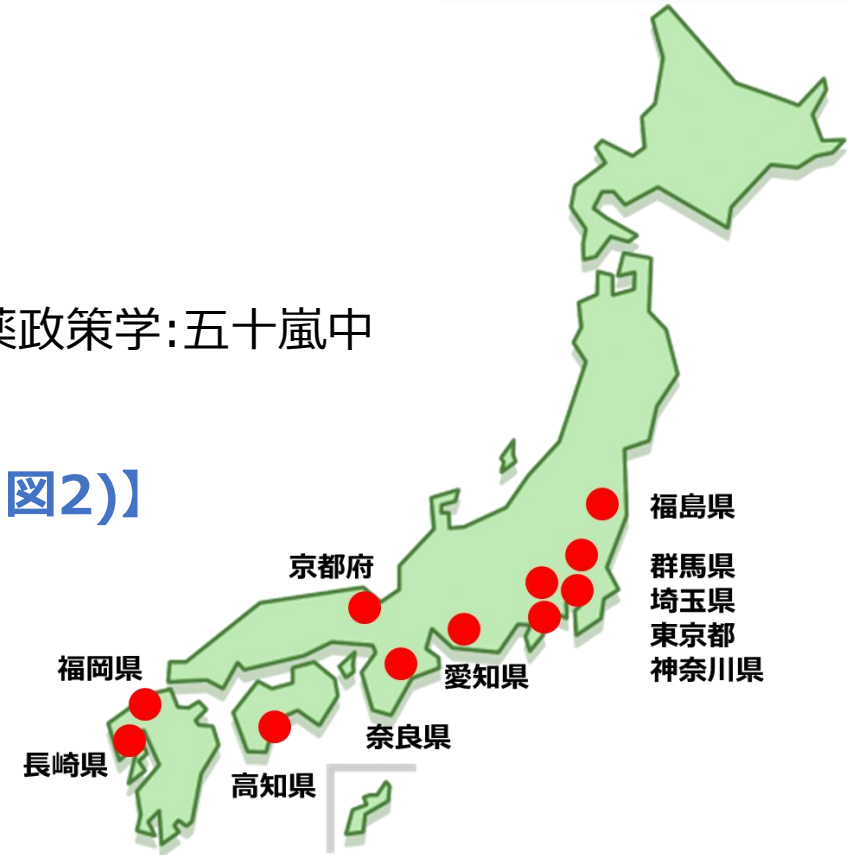 薬政策学:五十嵐中
図2)】
福島県
京都府
群馬県
埼玉県
東京都
神奈川県
福岡県
愛知県
奈良県
長崎県
高知県